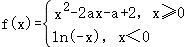 f(x)={x²-2ax-a+2, x≥0
ln(-x), x<0